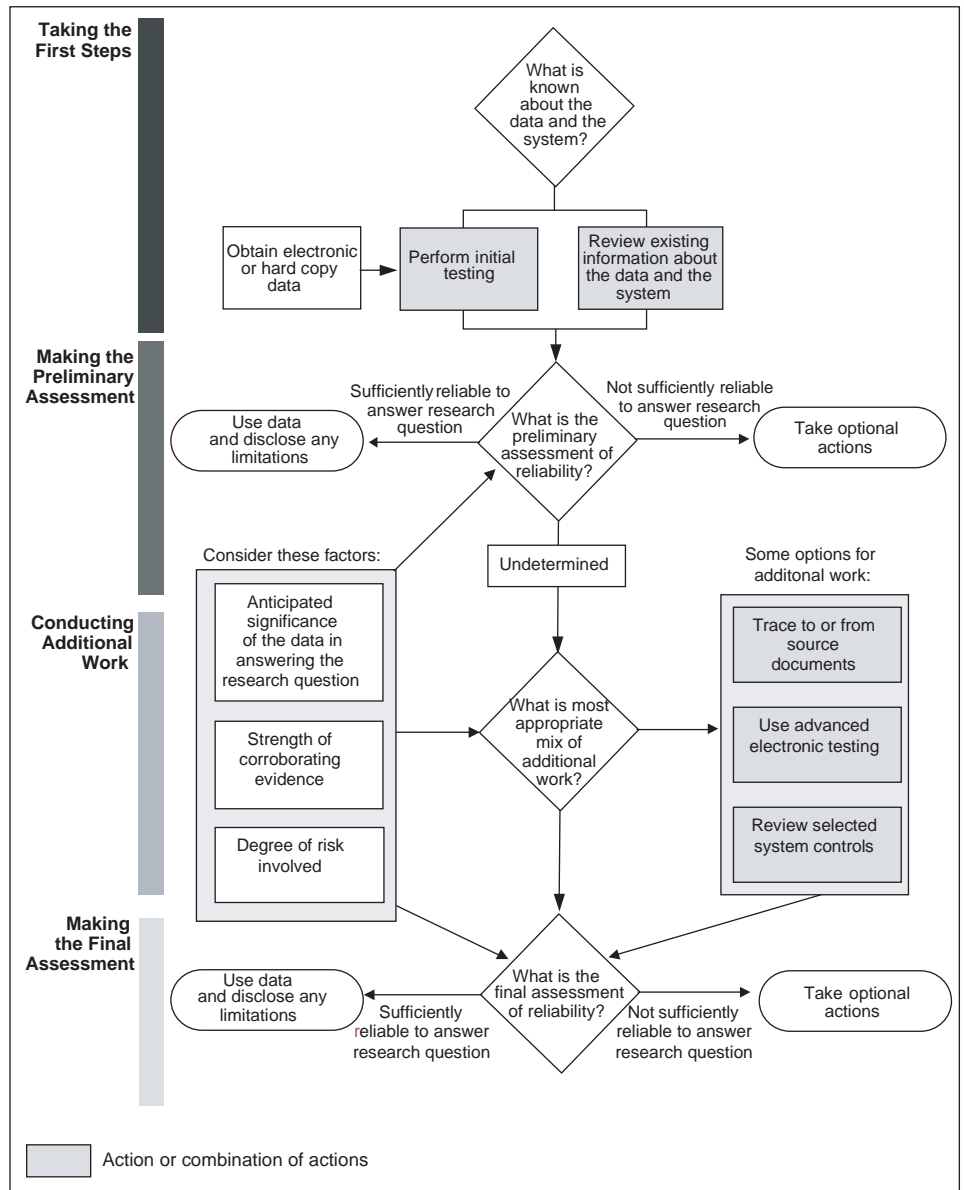 Taking the
First Steps
What is
known
about the
data and the
system?
Obtain electronic
or hard copy
data
Perform initial
testing
Review existing
information about
the data and the
system
Making the
Preliminary
Assessment
Sufficiently reliable to
answer research
question
Not sufficiently reliable
to answer research
question
Use data
and disclose any
limitations
What is the
preliminary
assessment of
reliability?
Take optional
actions
Consider these factors:
Undetermined
Some options for
additonal work:
Conducting
Additional
Work
Anticipated
significance
of the data in
answering the
research question
Strength of
corroborating
evidence
Degree of risk
involved
What is most
appropriate
mix of
additional
work?
Trace to or from
source
documents
Use advanced
electronic testing
Review selected
system controls
Making
the Final
Assessment
Use data
and disclose any
limitations
Sufficiently
reliable to answer
research question
What is the
final assessment
of reliability?
Not sufficiently
reliable to answer
research question
Take optional
actions
Action or combination of actions